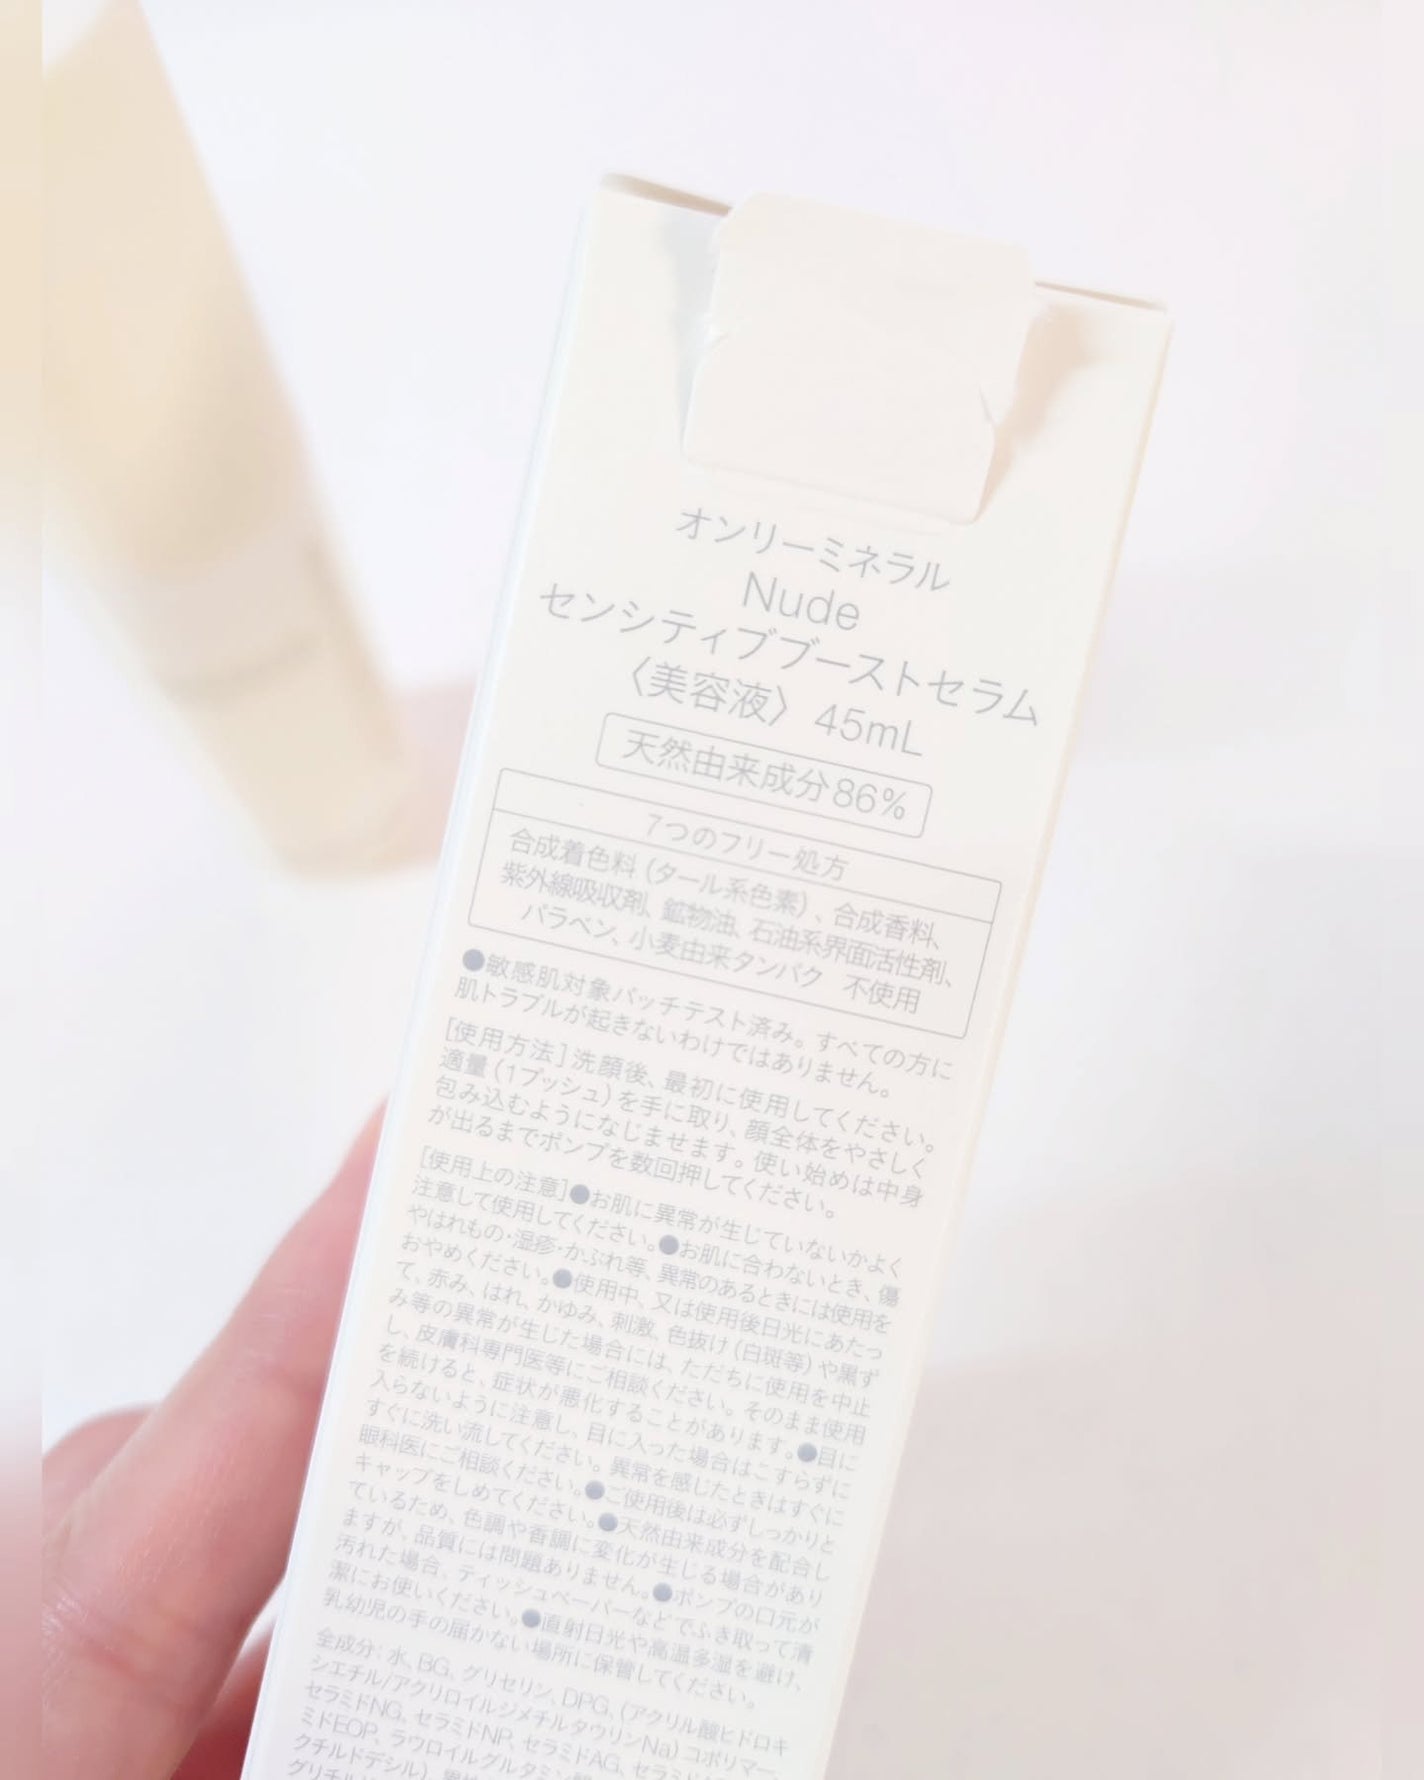 オンリーミネラル
Nude
センシティブブーストセラム
〈美容液〉 45mL
天然由来成分86%
7つのフリー処方
合成着色料(タール系色素)、合成香料、
紫外線吸収剤、鉱物油、石油系界面活性剤、
パラベン、小麦由来タンパク 不使用
●敏感肌対象パッチテスト済み。すべての方に
肌トラブルが起きないわけではありません。
[使用方法]洗顔後、最初に使用してください。
適量(1プッシュ)を手に取り、顔全体をやさしく
包み込むようになじませます。使い始めは中身
が出るまでポンプを数回押してください。
[使用上の注意]●お肌に異常が生じていないかよく
注意して使用してください。●お肌に合わないとき、傷
やはれもの・湿疹・かぶれ等、異常のあるときには使用を
おやめください。●使用中、又は使用後日光にあたっ
て、赤み、はれ、かゆみ、刺激、色抜け(白斑等)や黒ず
み等の異常が生じた場合には、ただちに使用を中止
し、皮膚科専門医等にご相談ください。そのまま使用
を続けると、症状が悪化することがあります。●目に
入らないように注意し、目に入った場合はこすらずに
すぐに洗い流してください。異常を感じたときはすぐに
眼科医にご相談ください。●ご使用後は必ずしっかりと
キャップをしめてください。●天然由来成分を配合し
ているため、色調や香調に変化が生じる場合があり
ますが、品質には問題ありません。●ポンプの口元が
汚れた場合、ティッシュペーパーなどでふき取って清
潔にお使いください。●直射日光や高温多湿を避け、
乳幼児の手の届かない場所に保管してください。
全成分:水、BG、グリセリン、DPG、(アクリル酸ヒドロキ
シエチル/アクリロイルジメチルタウリンNa)コポリマー、
セラミドNG、セラミドNP、セラミドAG、
ミドEOP、ラウロイルグルタミン酸
クチルドデシル)、